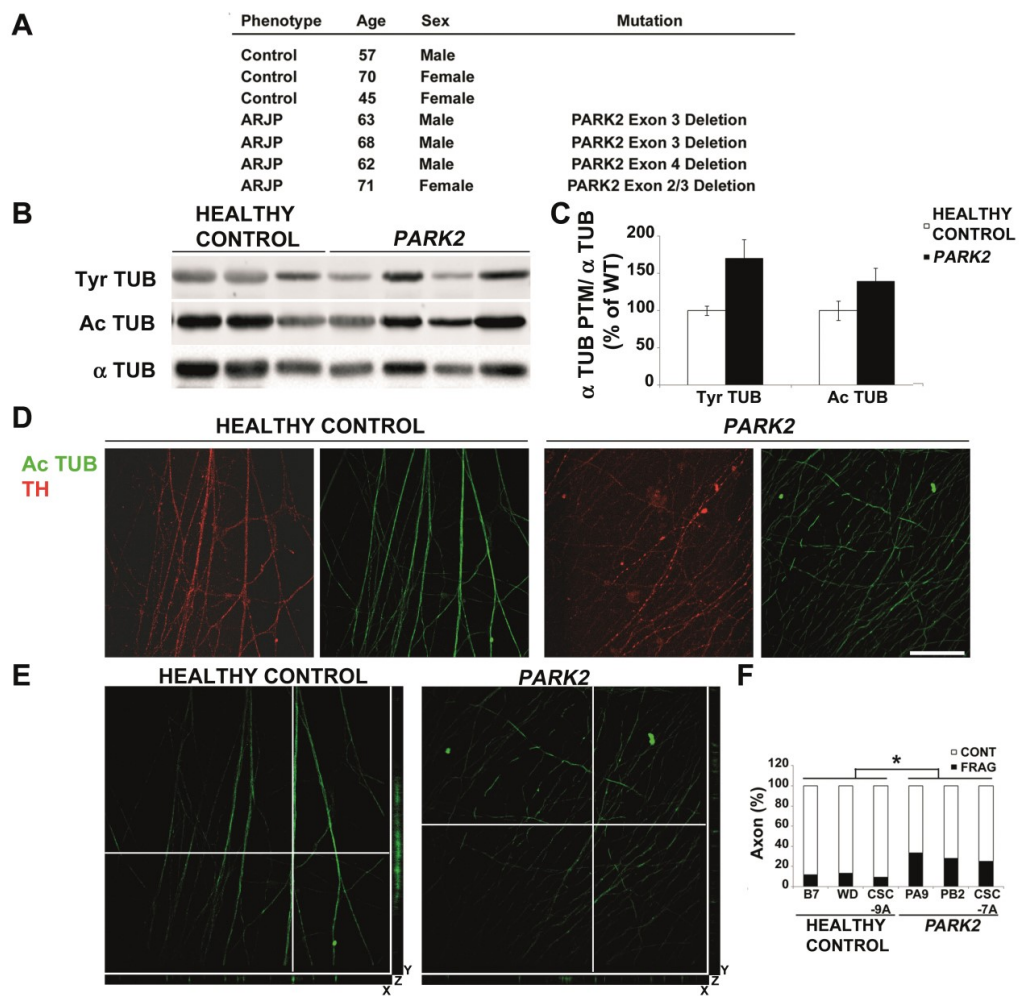 A
Phenotype Age Sex Mutation
Control 57 Male
Control 70 Female
Control 45 Female
ARJP 63 Male PARK2 Exon 3 Deletion
ARJP 68 Male PARK2 Exon 3 Deletion
ARJP 62 Male PARK2 Exon 4 Deletion
ARJP 71 Female PARK2 Exon 2/3 Deletion
B
HEALTHY
CONTROL
PARK2
Tyr TUB
Ac TUB
α TUB
C
α TUB PTM/ α TUB
(% of WT)
200
150
100
50
0
Tyr TUB Ac TUB
HEALTHY
CONTROL
PARK2
D
HEALTHY CONTROL PARK2
Ac TUB
TH
E
HEALTHY CONTROL PARK2
Y
Z
X
Y
Z
X
F
CONT
FRAG
*
Axon (%)
120
100
80
60
40
20
0
B7 WD CSC PA9 PB2 CSC
-9A -7A
HEALTHY
CONTROL
PARK2